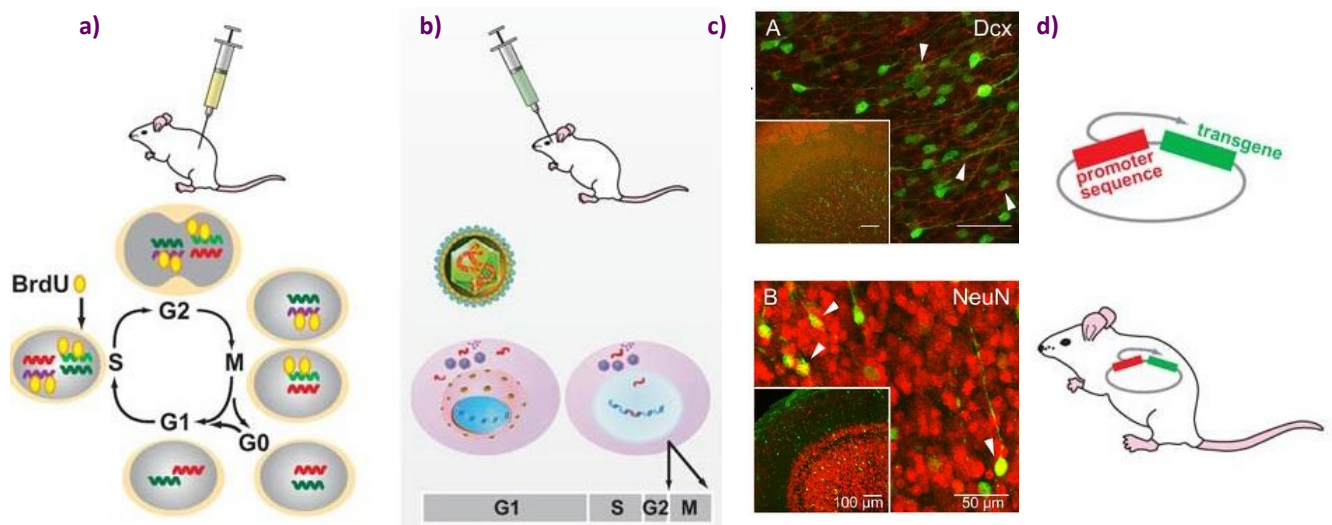 a)
BrdU
G2
S
M
G1
G0
b)
G1 S G2 M
c)
A Dcx
B NeuN
100 µm 50 µm
d)
promoter
sequence
transgene